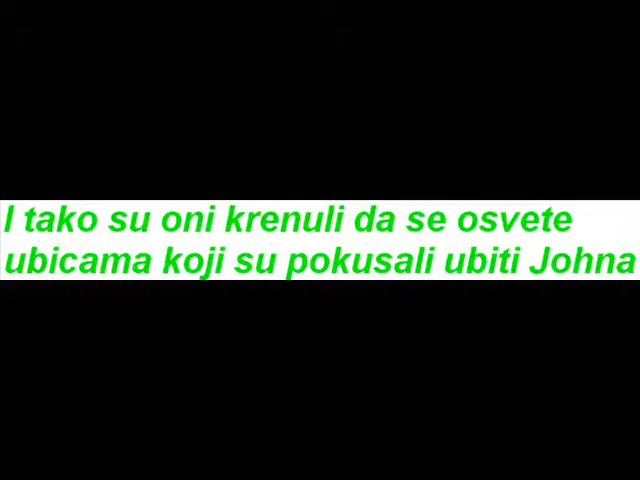 I tako su oni krenuli da se osvete
ubicama koji su pokusali ubiti Johna